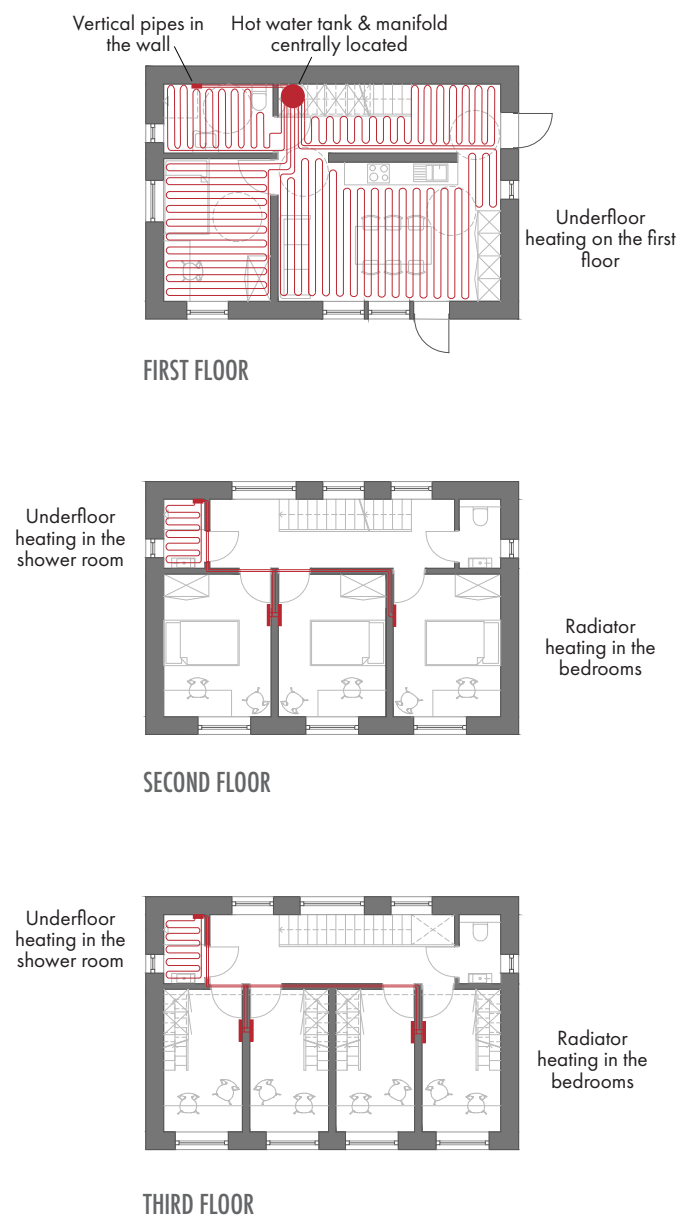 Vertical pipes in
the wall
Hot water tank & manifold
centrally located
Underfloor
heating on the first
floor
FIRST FLOOR
Underfloor
heating in the
shower room
Radiator
heating in the
bedrooms
SECOND FLOOR
Underfloor
heating in the
shower room
Radiator
heating in the
bedrooms
THIRD FLOOR